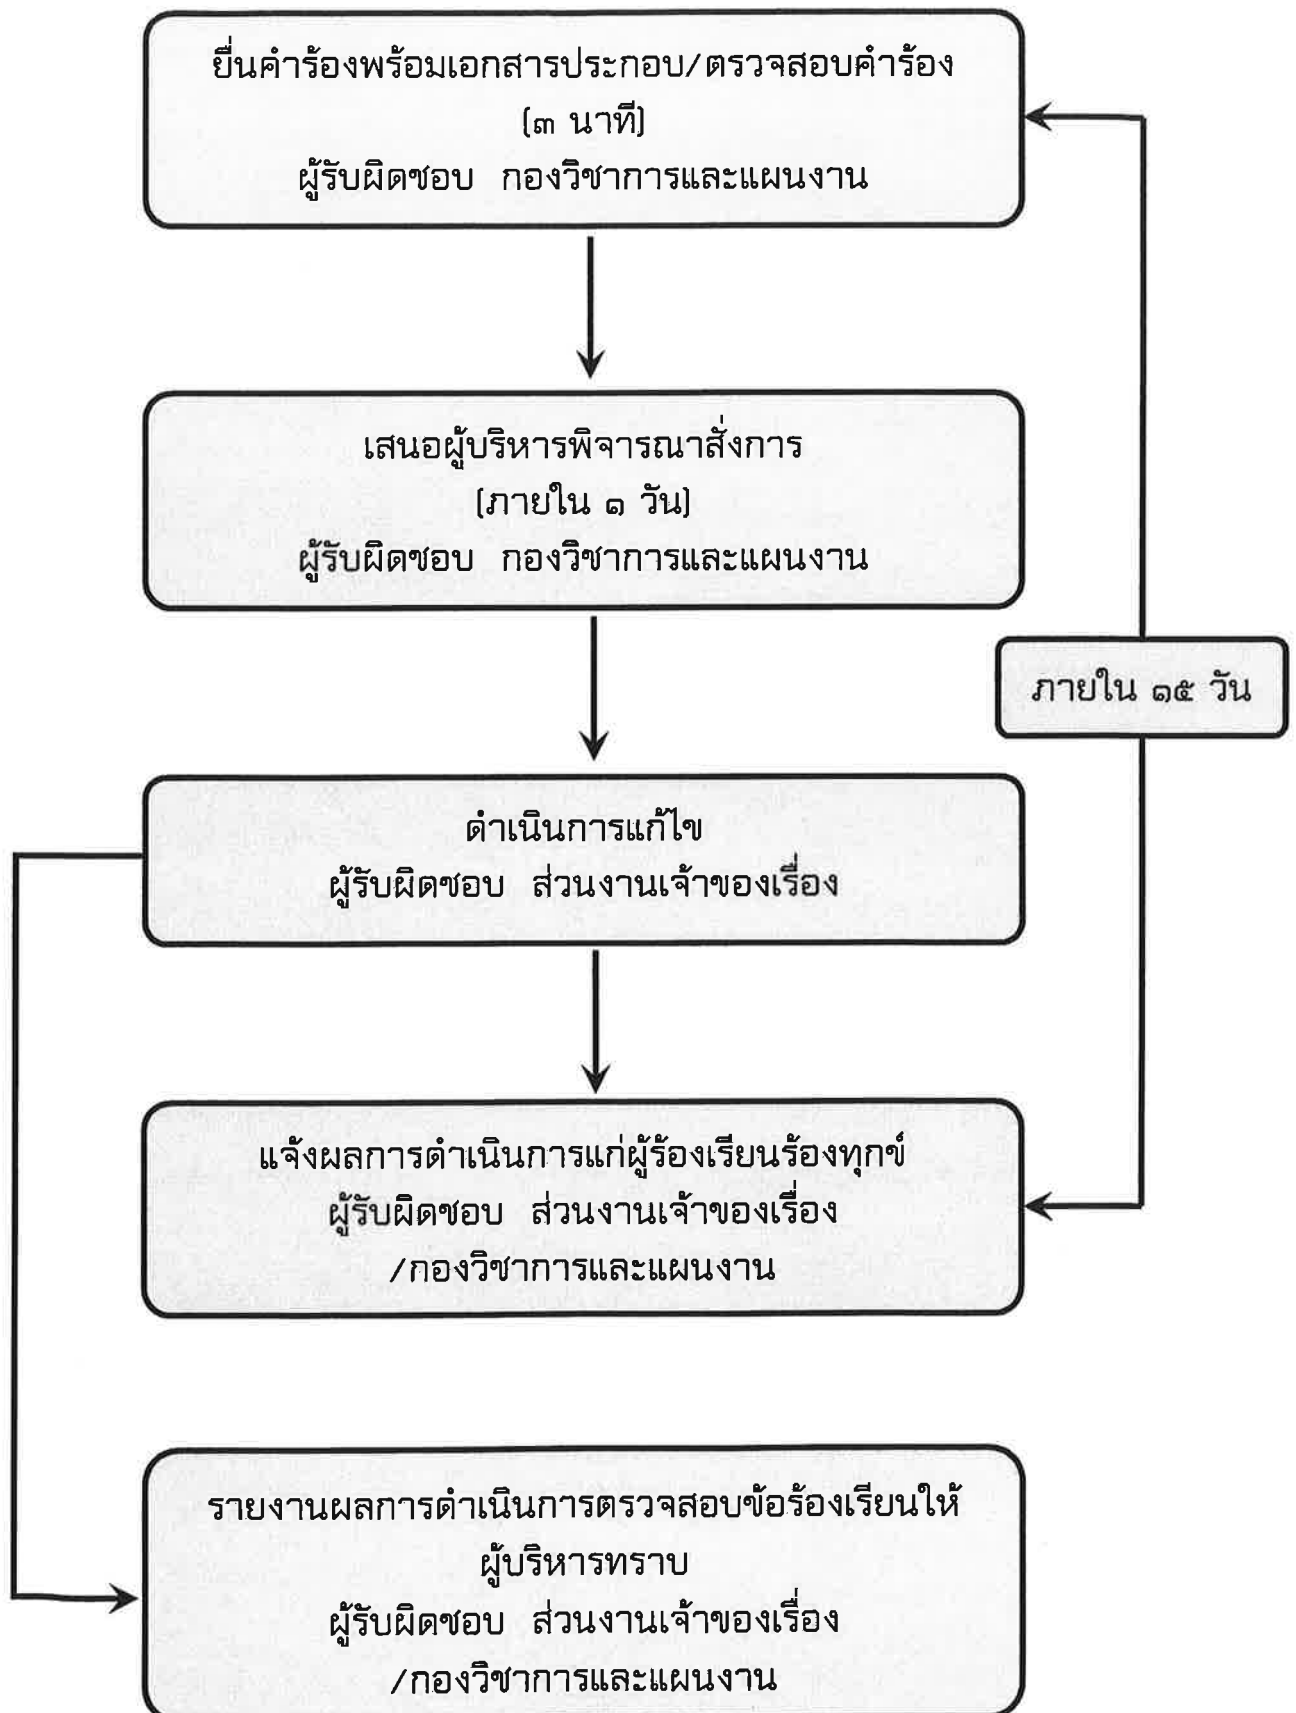 ยื่นคำร้องพร้อมเอกสารประกอบ/ตรวจสอบคำร้อง
(๓ นาที)
ผู้รับผิดชอบ กองวิชาการและแผนงาน
เสนอผู้บริหารพิจารณาสั่งการ
(ภายใน ๑ วัน)
ผู้รับผิดชอบ กองวิชาการและแผนงาน
ภายใน ๑๕ วัน
ดำเนินการแก้ไข
ผู้รับผิดชอบ ส่วนงานเจ้าของเรื่อง
แจ้งผลการดำเนินการแก่ผู้ร้องเรียนร้องทุกข์
ผู้รับผิดชอบ ส่วนงานเจ้าของเรื่อง
/กองวิชาการและแผนงาน
รายงานผลการดำเนินการตรวจสอบข้อร้องเรียนให้
ผู้บริหารทราบ
ผู้รับผิดชอบ ส่วนงานเจ้าของเรื่อง
/กองวิชาการและแผนงาน